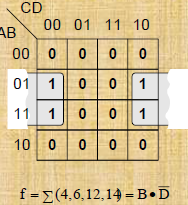 CD
AB
00 01 11 10
00 0 0 0 0
01 1 0 0 1
11 1 0 0 1
10 0 0 0 0
f = ∑(4,6,12,14) = B•D̅